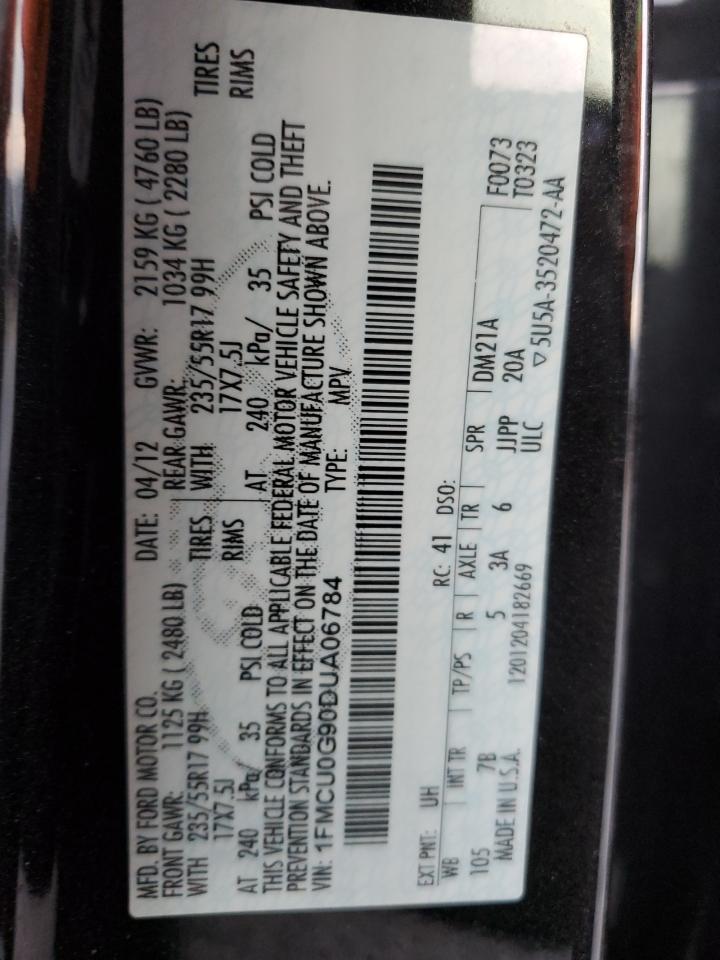 MFD. BY FORD MOTOR CO. DATE: 04/12 GVWR: 2159 KG ( 4760 LB)
FRONT GAWR: 1125 KG ( 2480 LB) REAR GAWR: 1034 KG ( 2280 LB)
WITH 235/55R17 99H TIRES WITH 235/55R17 99H TIRES
17X7.5J RIMS 17X7.5J RIMS
AT 240 kPa/ 35 PSI COLD AT 240 kPa/ 35 PSI COLD
THIS VEHICLE CONFORMS TO ALL APPLICABLE FEDERAL MOTOR VEHICLE SAFETY AND THEFT
PREVENTION STANDARDS IN EFFECT ON THE DATE OF MANUFACTURE SHOWN ABOVE.
VIN: 1FMCU0G90DUA06784 TYPE: MPV
EXT PNT: UH RC: 41 DSO: F0073
WB INT TR TP/PS R AXLE TR SPR DM21A T0323
105 7B 5 3A 6 JJPP 20A
MADE IN U.S.A. 1201204182669 ULC ▽5U5A-3520472-AA